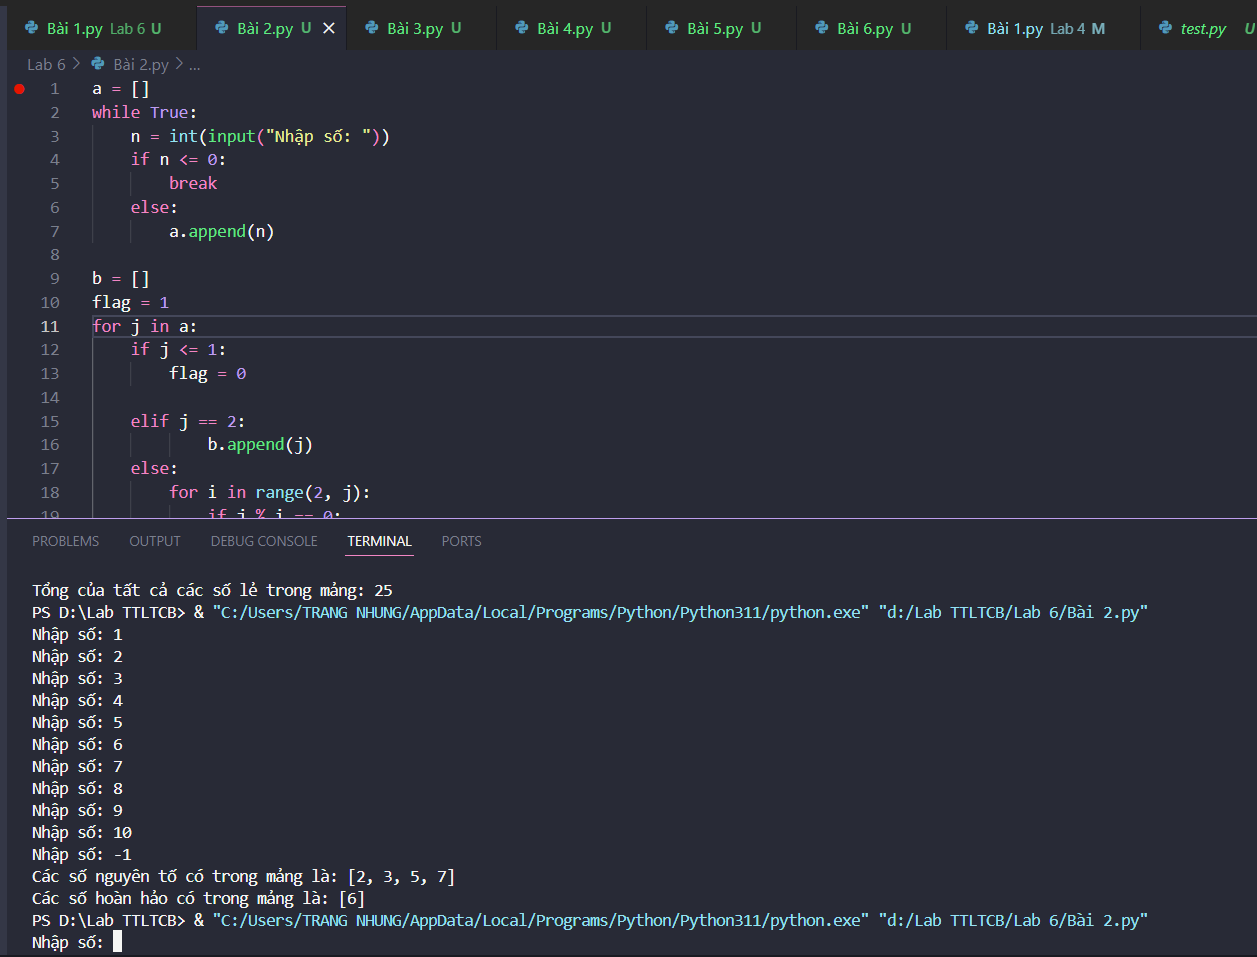 Bài 1.py Lab 6 U Bài 2.py U Bài 3.py U Bài 4.py U Bài 5.py U Bài 6.py U Bài 1.py Lab 4 M test.py U
Lab 6 > Bài 2.py > ...
1 a = []
2 while True:
3 n = int(input("Nhập số: "))
4 if n <= 0:
5 break
6 else:
7 a.append(n)
8
9 b = []
10 flag = 1
11 for j in a:
12 if j <= 1:
13 flag = 0
14
15 elif j == 2:
16 b.append(j)
17 else:
18 for i in range(2, j):
19 if j % i == 0:
PROBLEMS OUTPUT DEBUG CONSOLE TERMINAL PORTS
Tổng của tất cả các số lẻ trong mảng: 25
PS D:\Lab TTLTCB> & "C:/Users/TRANG NHUNG/AppData/Local/Programs/Python/Python311/python.exe" "d:/Lab TTLTCB/Lab 6/Bài 2.py"
Nhập số: 1
Nhập số: 2
Nhập số: 3
Nhập số: 4
Nhập số: 5
Nhập số: 6
Nhập số: 7
Nhập số: 8
Nhập số: 9
Nhập số: 10
Nhập số: -1
Các số nguyên tố có trong mảng là: [2, 3, 5, 7]
Các số hoàn hảo có trong mảng là: [6]
PS D:\Lab TTLTCB> & "C:/Users/TRANG NHUNG/AppData/Local/Programs/Python/Python311/python.exe" "d:/Lab TTLTCB/Lab 6/Bài 2.py"
Nhập số: